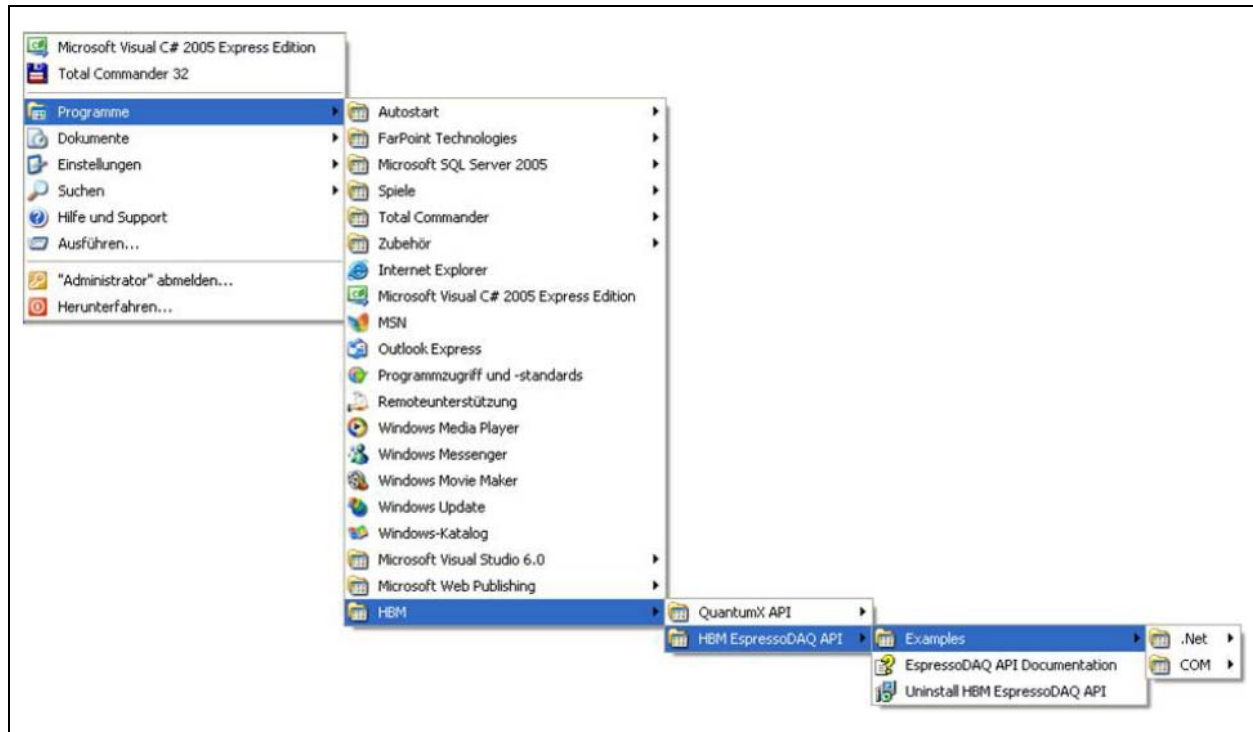 Microsoft Visual C# 2005 Express Edition
Total Commander 32
Programme
Dokumente
Einstellungen
Suchen
Hilfe und Support
Ausführen...
"Administrator" abmelden...
Herunterfahren...
Autostart
FarPoint Technologies
Microsoft SQL Server 2005
Spiele
Total Commander
Zubehör
Internet Explorer
Microsoft Visual C# 2005 Express Edition
MSN
Outlook Express
Programmzugriff und -standards
Remoteunterstützung
Windows Media Player
Windows Messenger
Windows Movie Maker
Windows Update
Windows-Katalog
Microsoft Visual Studio 6.0
Microsoft Web Publishing
HBM
QuantumX API
HBM EspressoDAQ API
Examples
EspressoDAQ API Documentation
Uninstall HBM EspressoDAQ API
.Net
COM